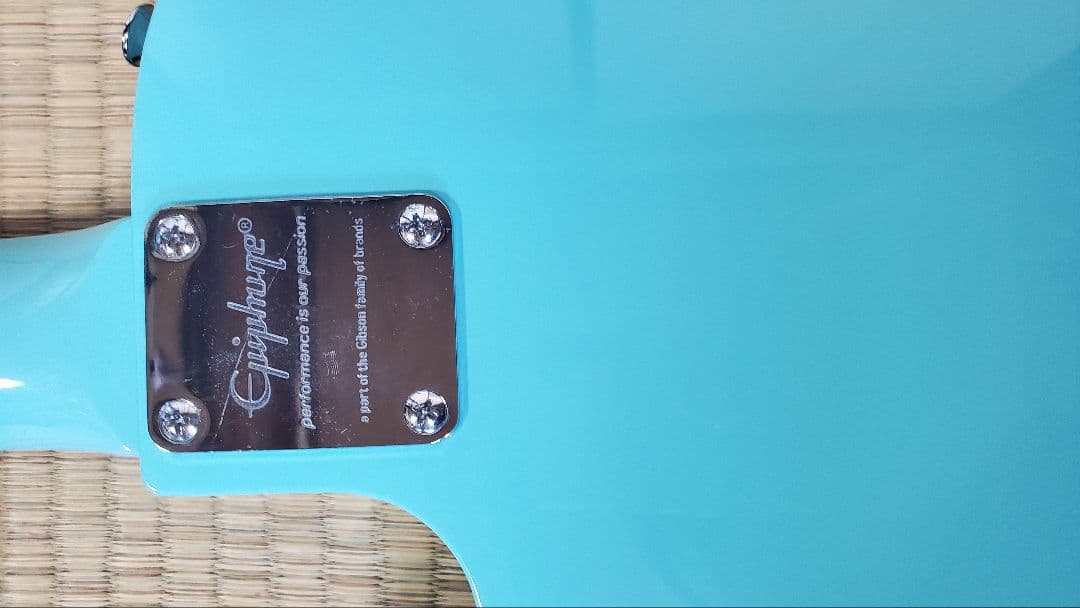 Epiphone®
performance is our passion
a part of the Gibson family of brands